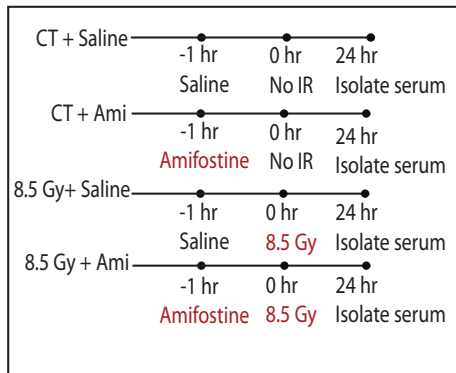 CT + Saline
-1 hr 0 hr 24 hr
Saline No IR Isolate serum
CT + Ami
-1 hr 0 hr 24 hr
Amifostine No IR Isolate serum
8.5 Gy+ Saline
-1 hr 0 hr 24 hr
Saline 8.5 Gy Isolate serum
8.5 Gy + Ami
-1 hr 0 hr 24 hr
Amifostine 8.5 Gy Isolate serum